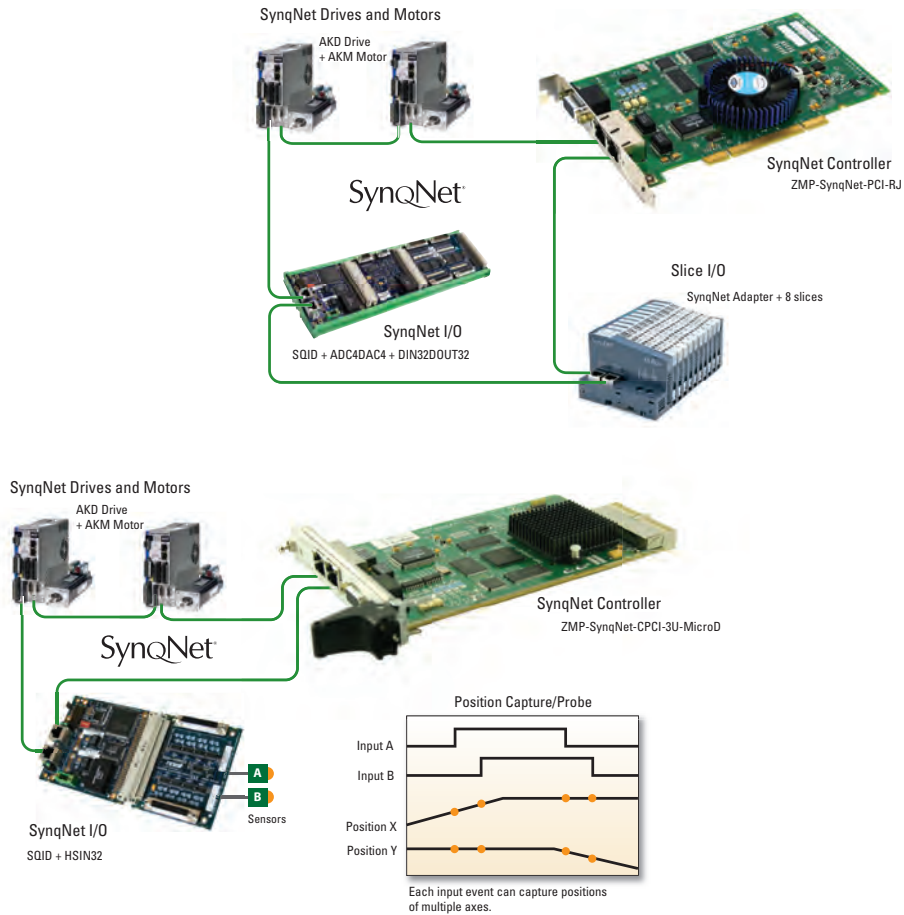 SynqNet Drives and Motors
AKD Drive
+ AKM Motor
SynqNet Controller
ZMP-SynqNet-PCI-RJ
SynQNet
Slice I/O
SynqNet Adapter + 8 slices
SynqNet I/O
SQID + ADC4DAC4 + DIN32DOUT32
SynqNet Drives and Motors
AKD Drive
+ AKM Motor
SynqNet Controller
ZMP-SynqNet-CPCI-3U-MicroD
SynQNet
Position Capture/Probe
Input A
Input B
Position X
Position Y
A
B
Sensors
SynqNet I/O
SQID + HSIN32
Each input event can capture positions
of multiple axes.